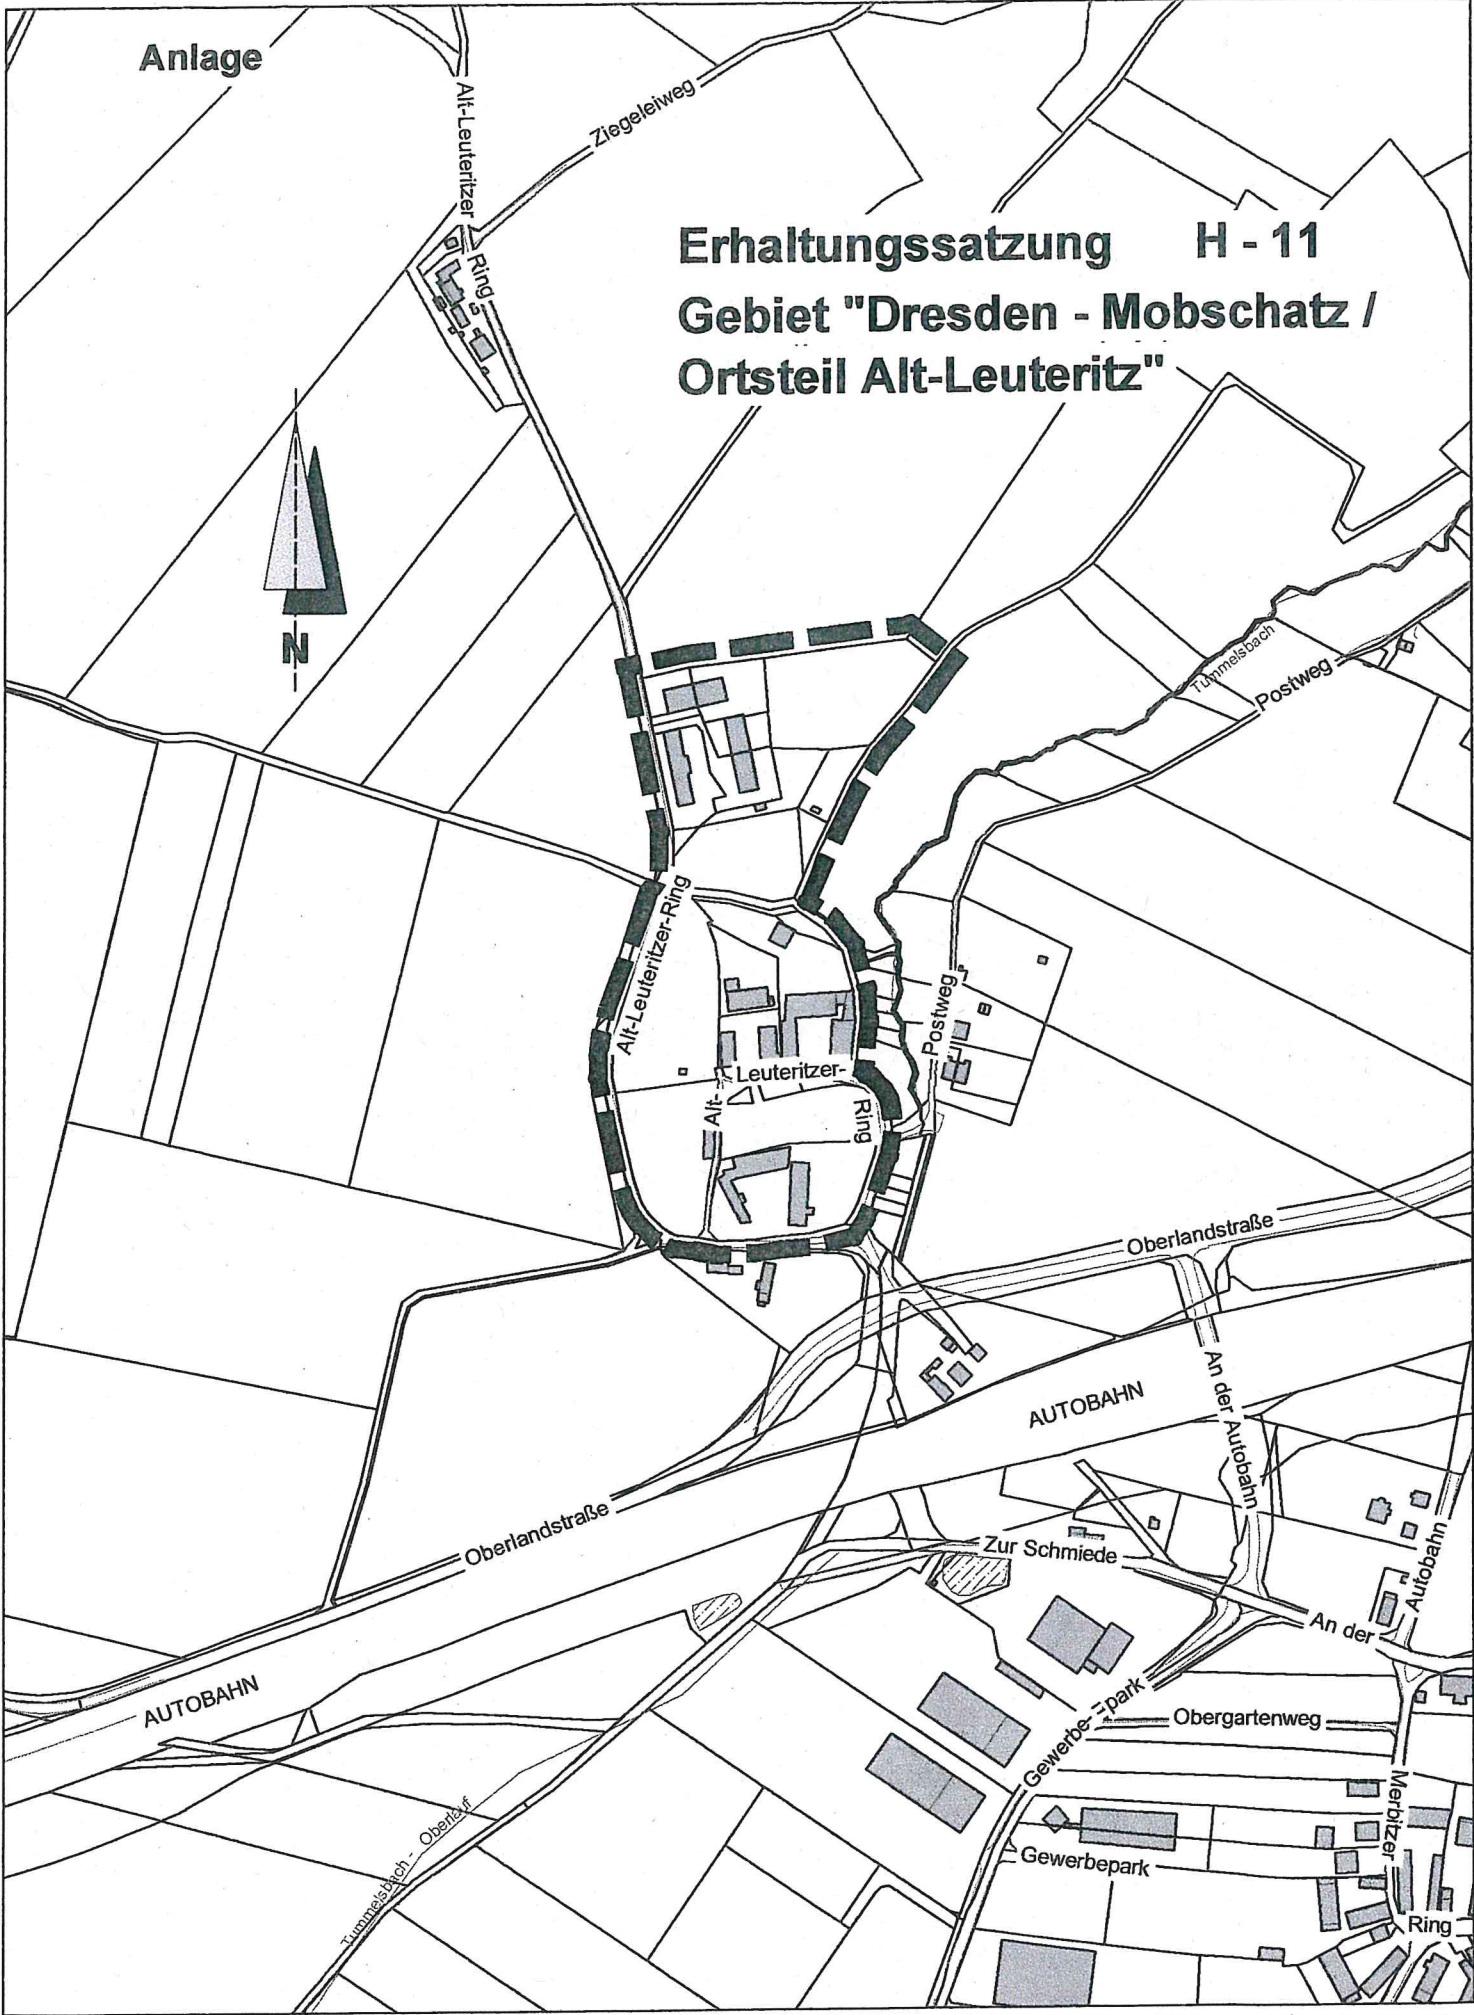 Anlage
Alt-Leuteritzer
Ring
Ziegeleiweg
Erhaltungssatzung H - 11
Gebiet "Dresden - Mobschatz /
Ortsteil Alt-Leuteritz"
N
Tummelsbach
Postweg
Alt-Leuteritzer-Ring
Postweg
Leuteritzer-
Alt-
Ring
Oberlandstraße
An der Autobahn
AUTOBAHN
Oberlandstraße
Zur Schmiede
Autobahn
An der
AUTOBAHN
Gewerbe-
park
Obergartenweg
Merbitzer
Tummelsbach - Oberlauf
Gewerbepark
Ring